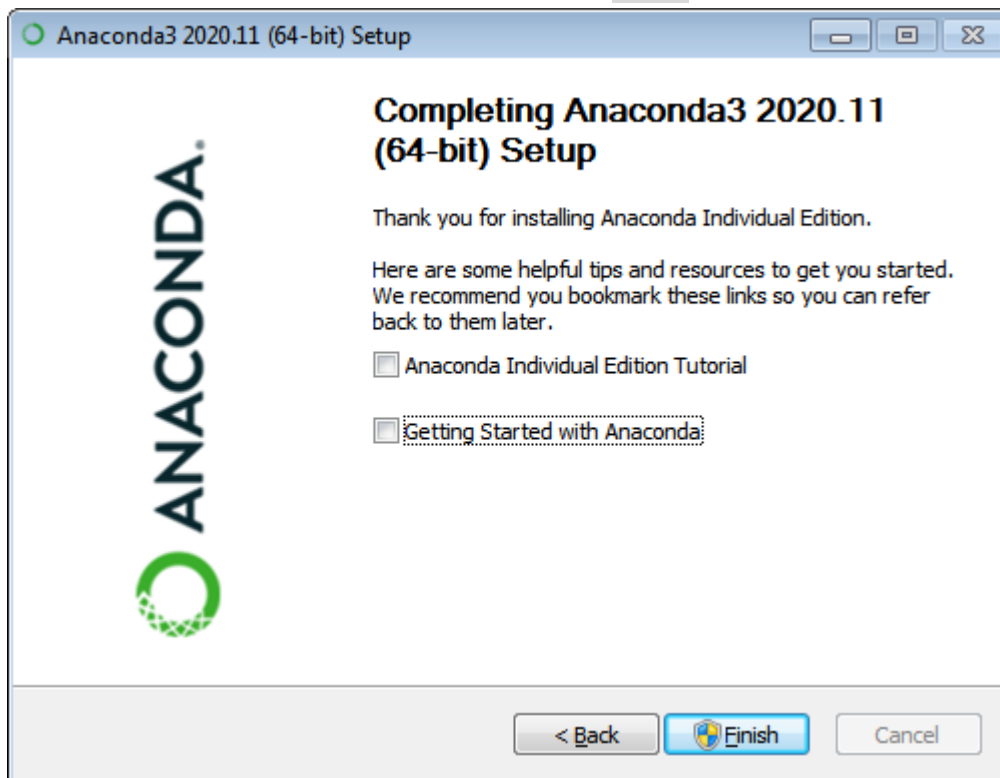 Anaconda3 2020.11 (64-bit) Setup
Completing Anaconda3 2020.11
(64-bit) Setup
Thank you for installing Anaconda Individual Edition.
Here are some helpful tips and resources to get you started.
We recommend you bookmark these links so you can refer
back to them later.
Anaconda Individual Edition Tutorial
Getting Started with Anaconda
ANACONDA.
< Back
Finish
Cancel